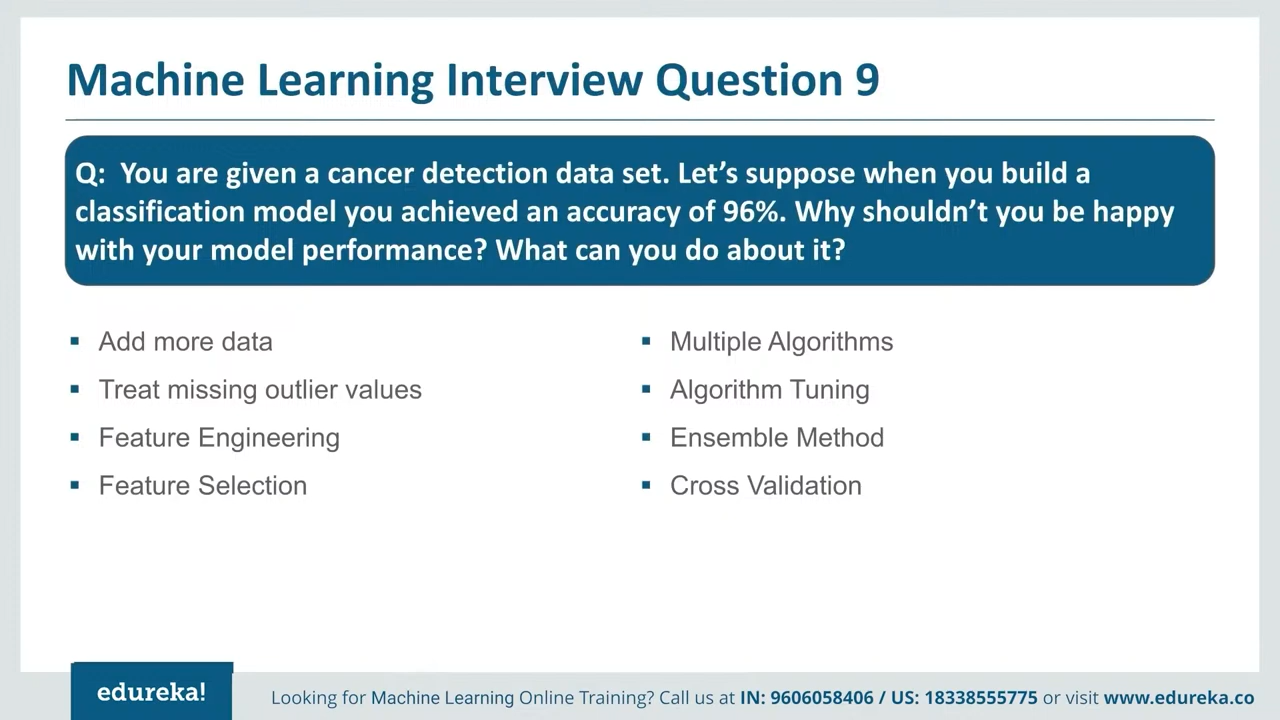 Machine Learning Interview Question 9
Q: You are given a cancer detection data set. Let's suppose when you build a
classification model you achieved an accuracy of 96%. Why shouldn't you be happy
with your model performance? What can you do about it?
▪ Add more data
▪ Treat missing outlier values
▪ Feature Engineering
▪ Feature Selection
▪ Multiple Algorithms
▪ Algorithm Tuning
▪ Ensemble Method
▪ Cross Validation
edureka!
Looking for Machine Learning Online Training? Call us at IN: 9606058406 / US: 18338555775 or visit www.edureka.co